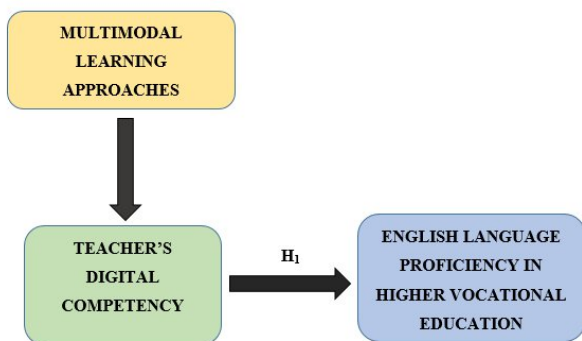 MULTIMODAL
LEARNING
APPROACHES
TEACHER'S
DIGITAL
COMPETENCY
H₁
ENGLISH LANGUAGE
PROFICIENCY IN
HIGHER VOCATIONAL
EDUCATION